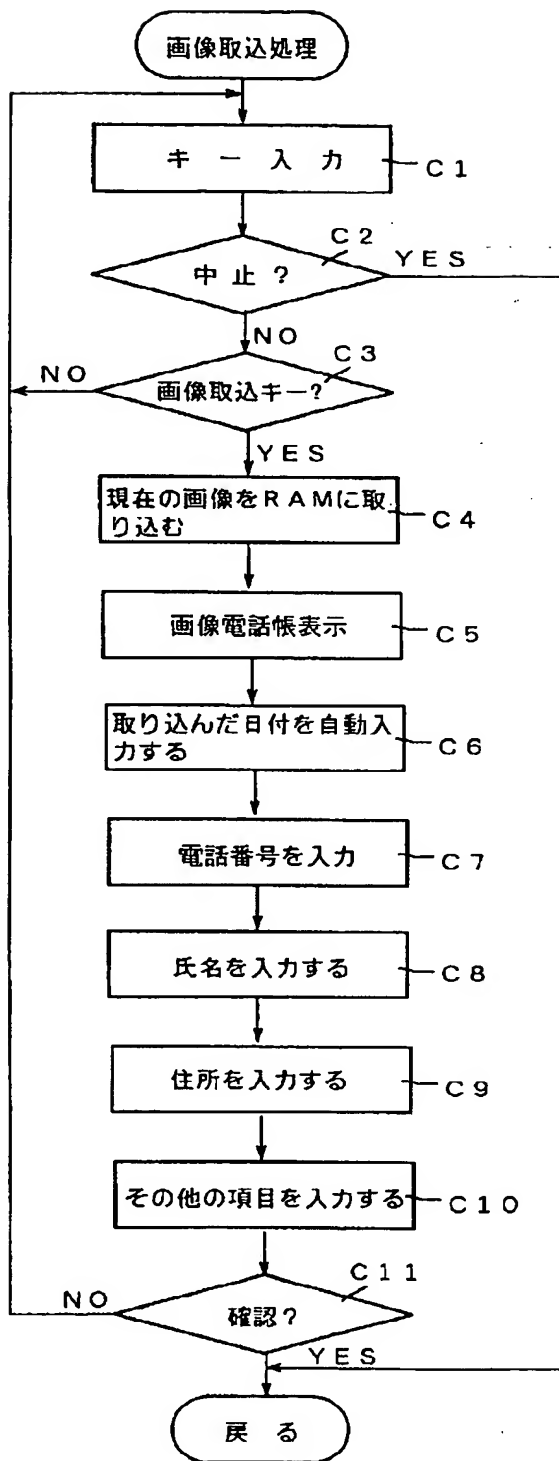 画像取込処理
キー入力
C1
C2
中止?
YES
NO
C3
NO
画像取込キー?
YES
現在の画像をRAMに取
り込む
C4
画像電話帳表示
C5
取り込んだ日付を自動入
力する
C6
電話番号を入力
C7
氏名を入力する
C8
住所を入力する
C9
その他の項目を入力する
C10
C11
NO
確認?
YES
戻る